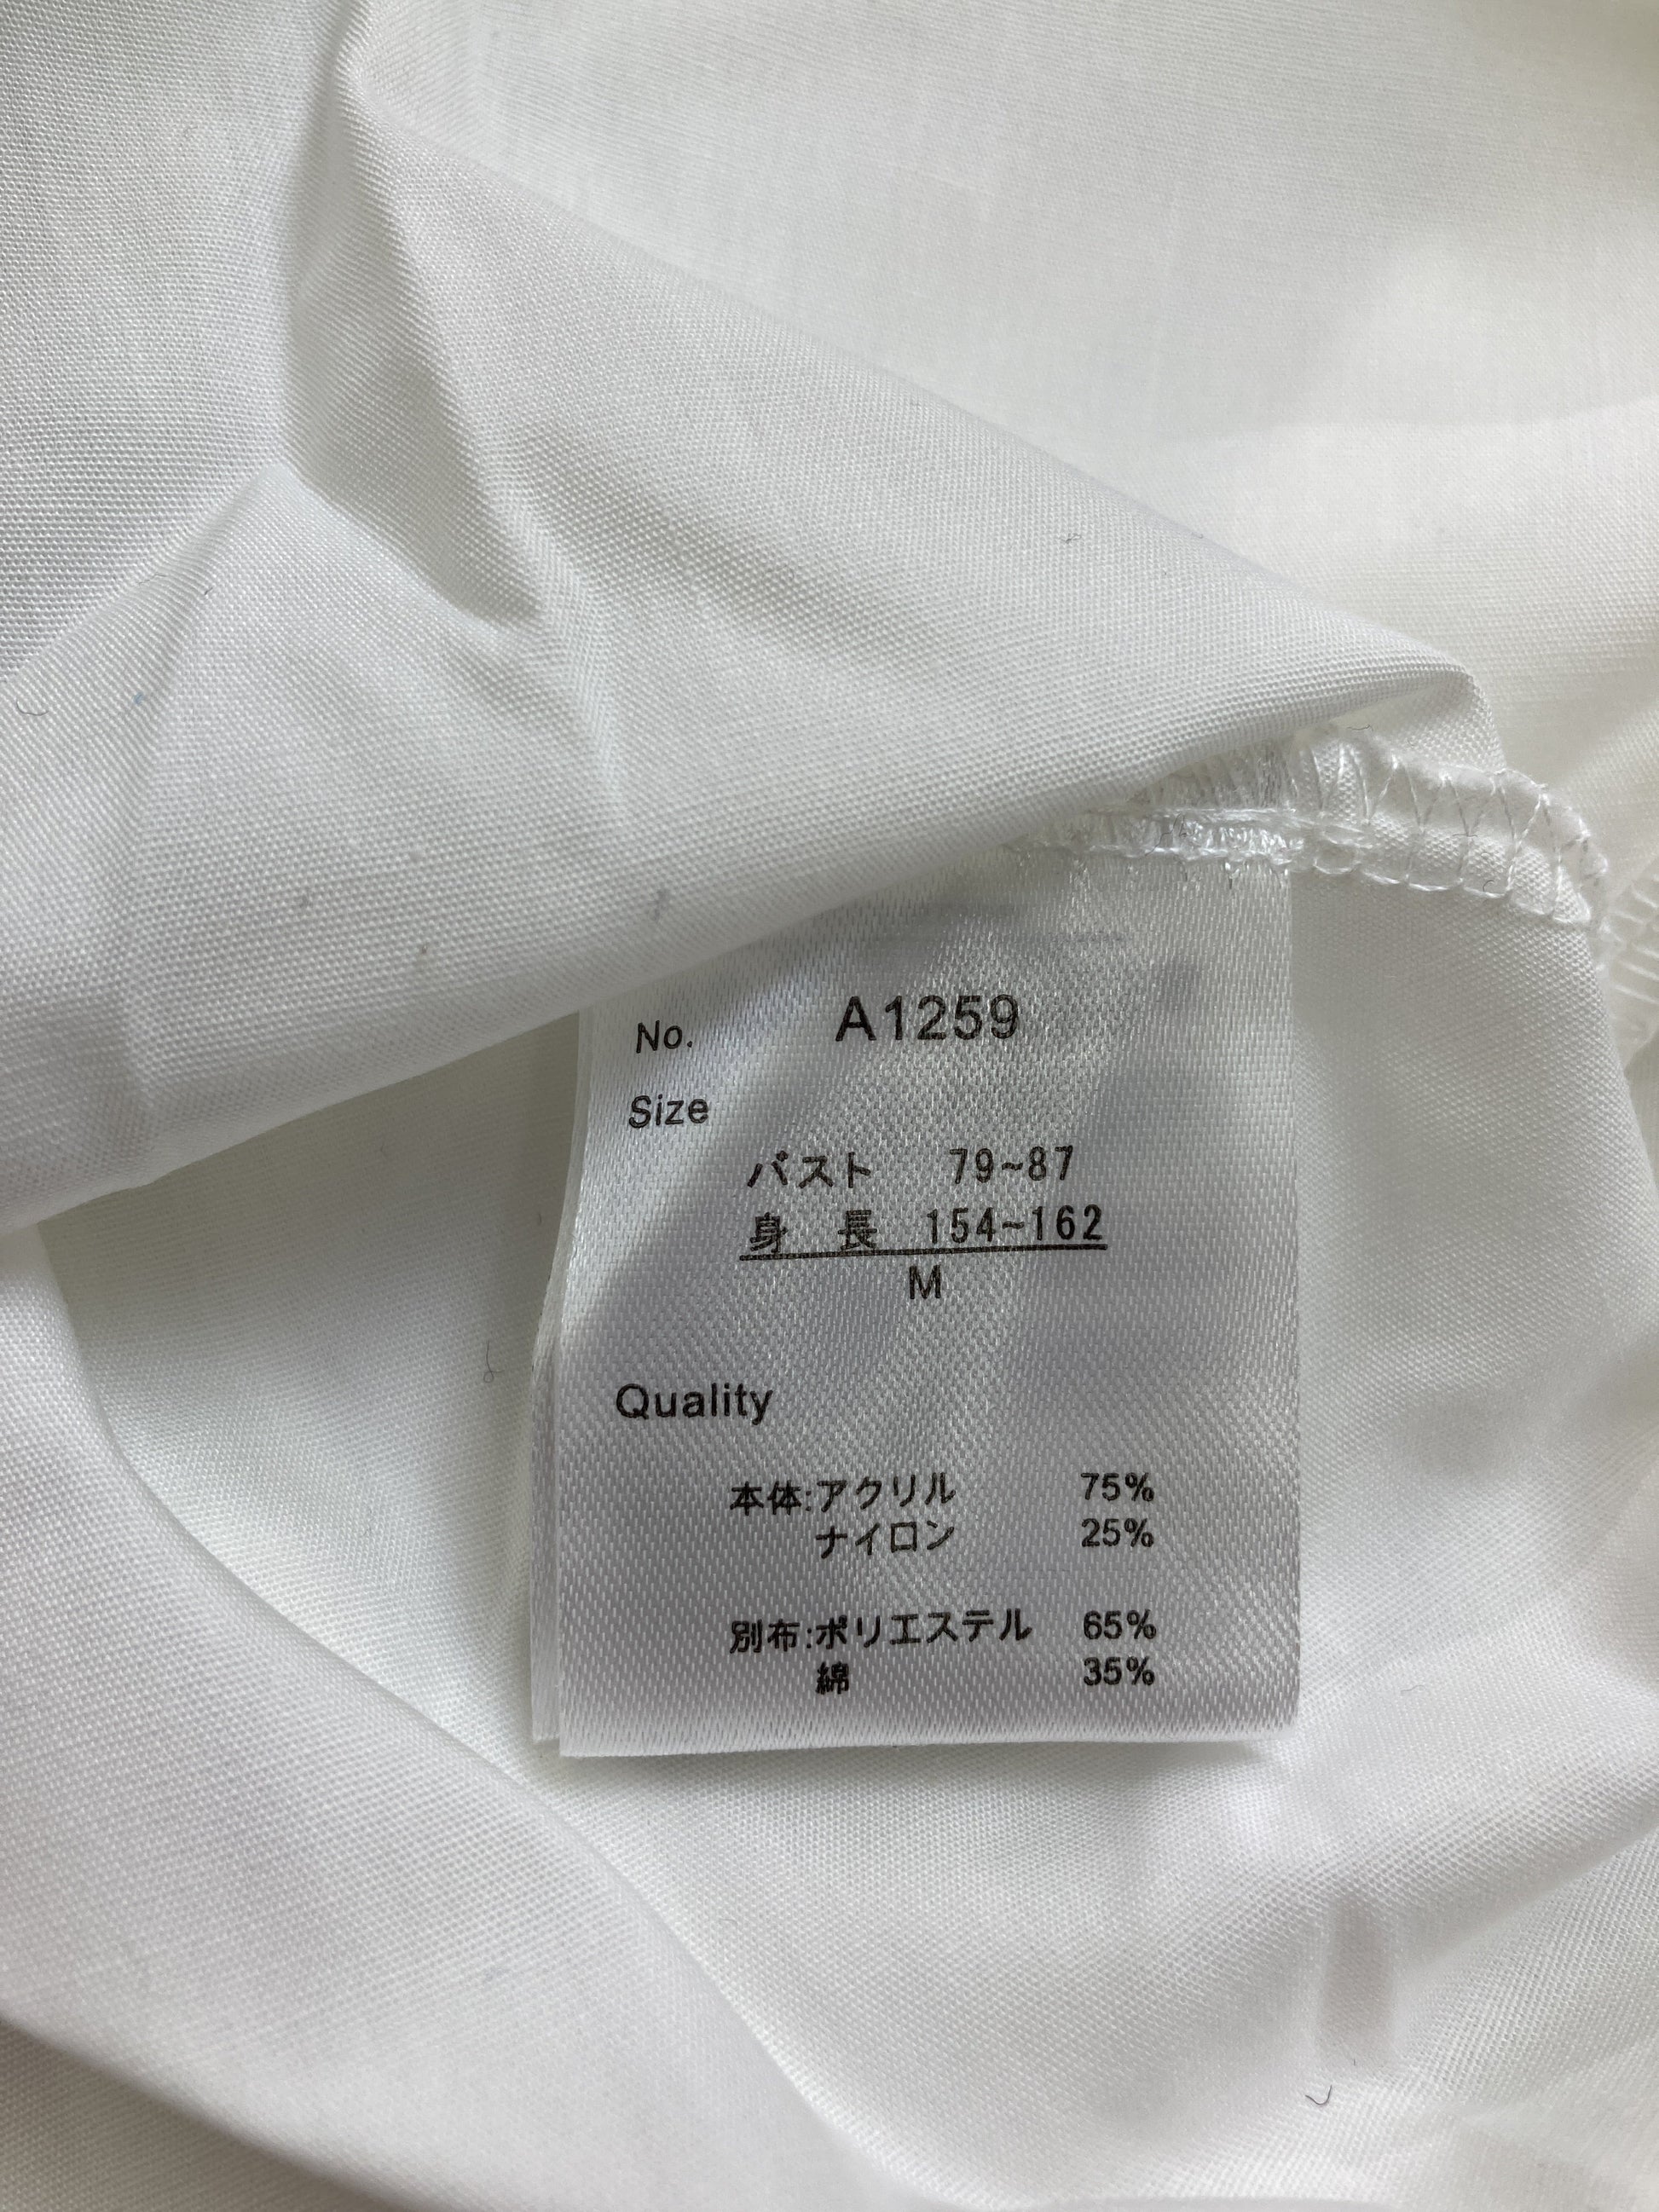 No. A1259
Size
バスト 79~87
身 長 154~162
M
Quality
本体:アクリル 75%
ナイロン 25%
別布:ポリエステル 65%
綿 35%